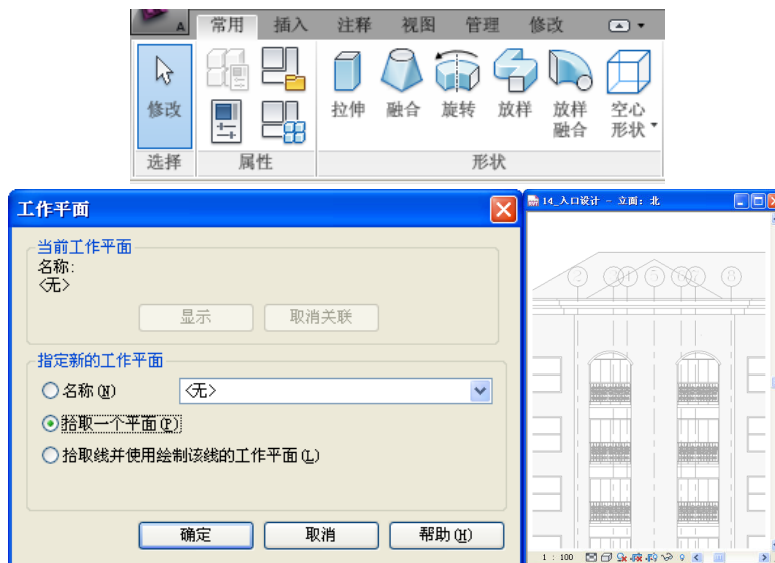 A
常用 插入 注释 视图 管理 修改
修改 拉伸 融合 旋转 放样 放样融合 空心形状
选择 属性 形状
工作平面
14_入口设计 - 立面: 北
当前工作平面
名称:
<无>
显示 取消关联
指定新的工作平面
名称(N) <无>
拾取一个平面(P)
拾取线并使用绘制该线的工作平面(L)
确定 取消 帮助(H)
2 5 8
1 : 100